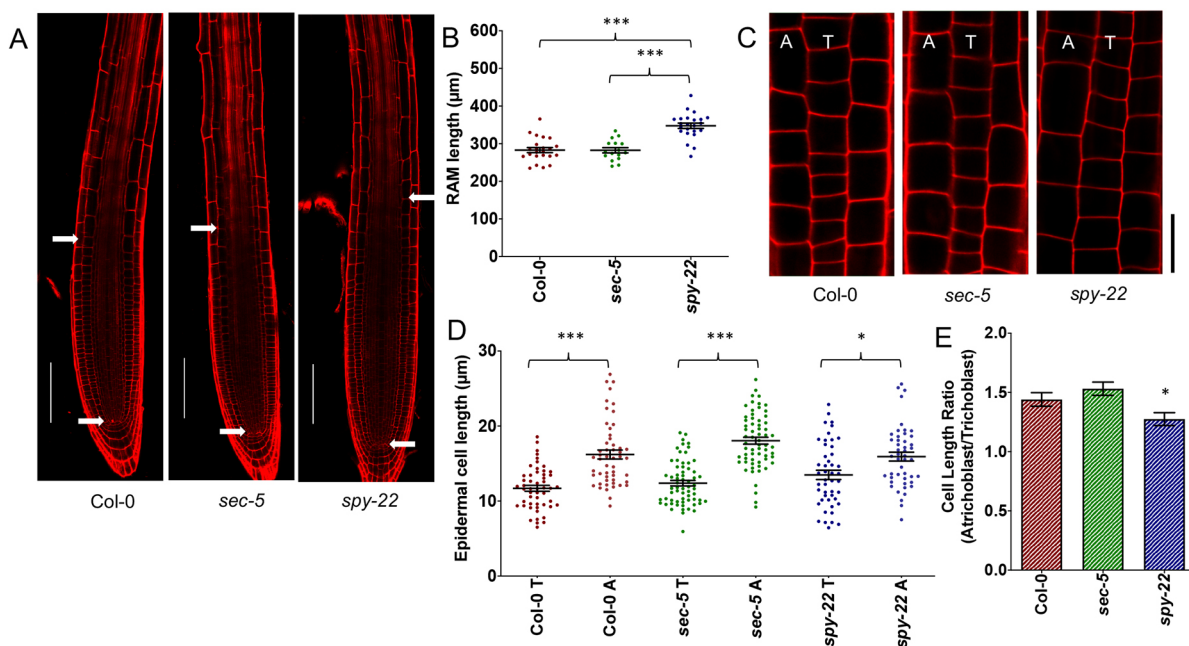 A
Col-0
sec-5
spy-22
B
***
***
600
500
400
300
200
100
0
RAM length (µm)
Col-0
sec-5
spy-22
C
A T
A T
A T
Col-0
sec-5
spy-22
D
***
***
*
30
20
10
0
Epidermal cell length (µm)
Col-0 T
Col-0 A
sec-5 T
sec-5 A
spy-22 T
spy-22 A
E
2.0
1.5
1.0
0.5
0.0
*
Cell Length Ratio
(Atrichoblast/Trichoblast)
Col-0
sec-5
spy-22